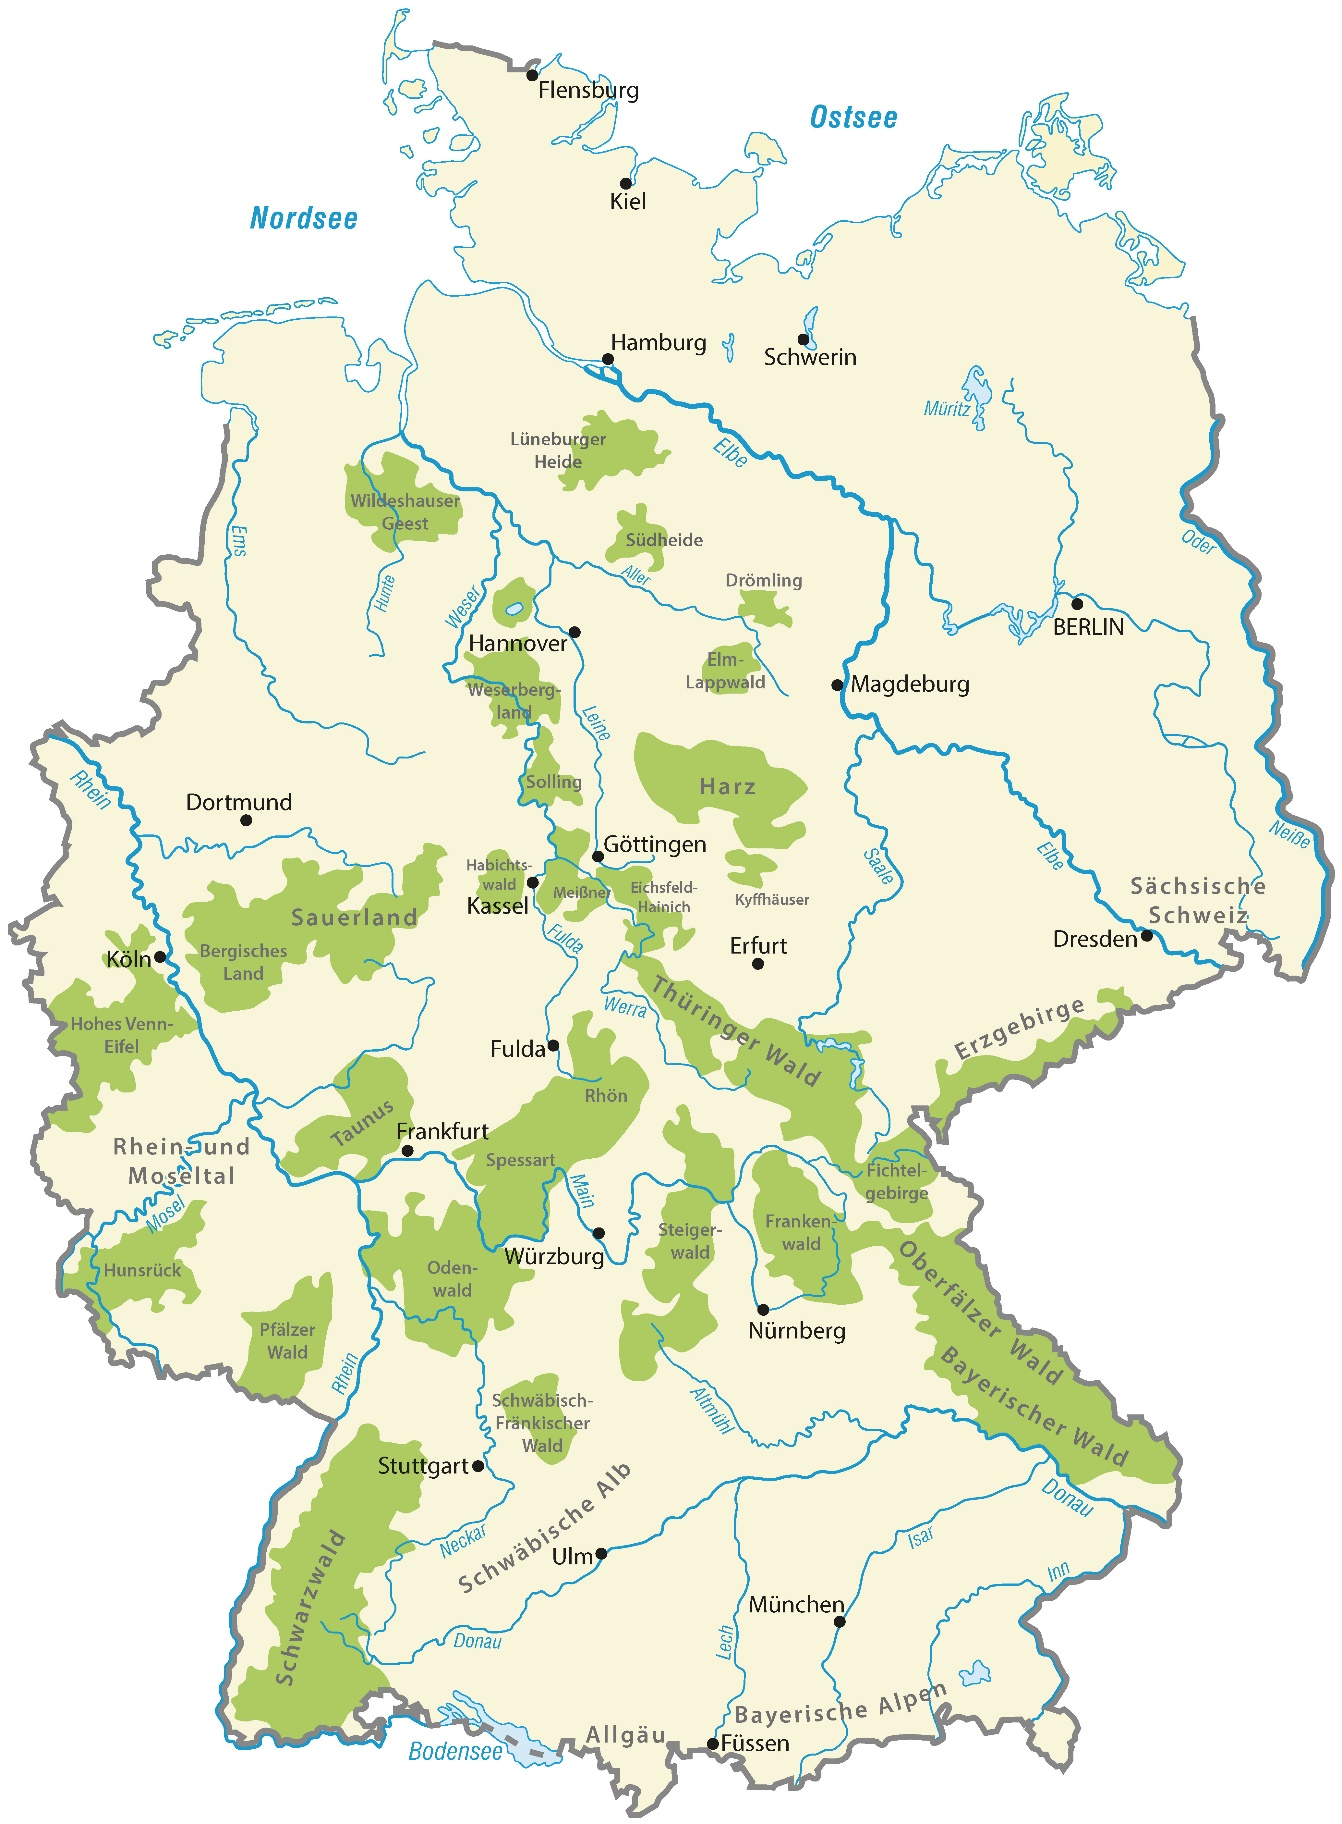 Flensburg
Ostsee
Kiel
Nordsee
Hamburg
Schwerin
Müritz
Lüneburger
Heide
Elbe
Wildeshauser
Geest
Ems
Südheide
Oder
Aller
Drömling
Hunte
Weser
BERLIN
Hannover
Elm-
Lappwald
Magdeburg
Weserberg-
land
Leine
Rhein
Solling
Harz
Dortmund
Neiße
Göttingen
Elbe
Saale
Habichts-
wald
Meißner
Eichsfeld-
Hainich
Kyffhäuser
Sächsische
Schweiz
Kassel
Sauerland
Fulda
Erfurt
Dresden
Köln
Bergisches
Land
Thüringer Wald
Werra
Hohes Venn-
Eifel
Erzgebirge
Fulda
Rhön
Taunus
Frankfurt
Rhein- und
Moseltal
Spessart
Fichtel-
gebirge
Main
Mosel
Steiger-
wald
Franken-
wald
Würzburg
Hunsrück
Oden-
wald
Oberfälzer Wald
Pfälzer
Wald
Nürnberg
Rhein
Bayerischer Wald
Altmühl
Schwäbisch-
Fränkischer
Wald
Stuttgart
Donau
Schwäbische Alb
Neckar
Isar
Ulm
Inn
Schwarzwald
München
Donau
Lech
Bayerische Alpen
Allgäu
Füssen
Bodensee